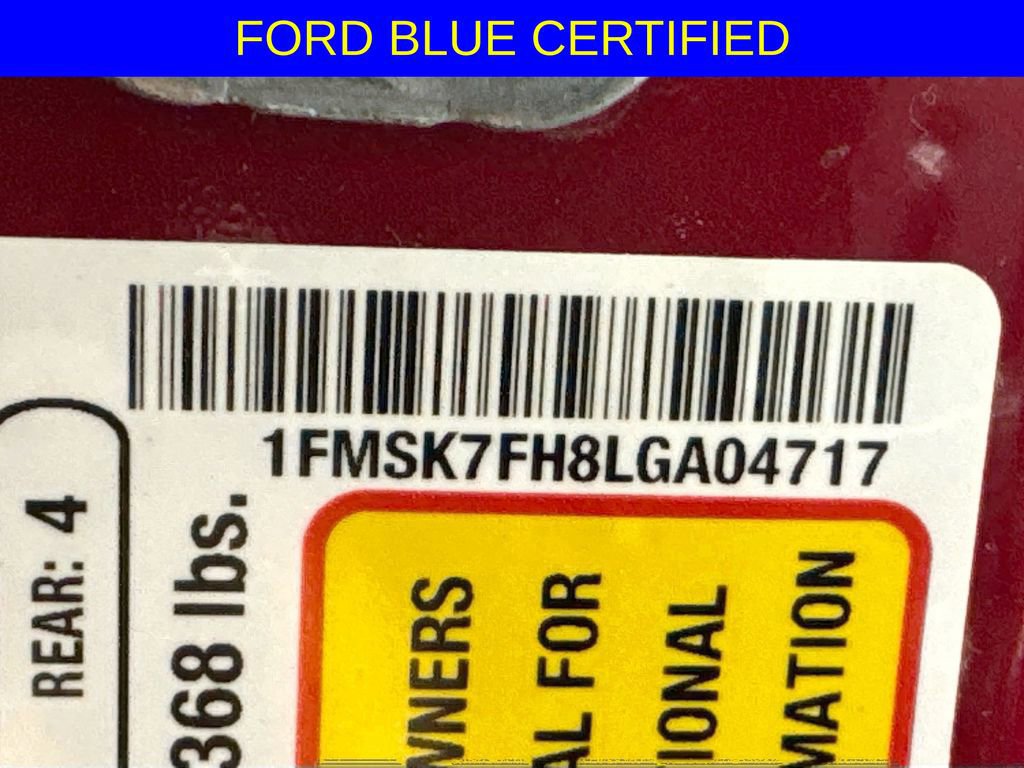 FORD BLUE CERTIFIED
1FMSK7FH8LGA04717
REAR: 4
368 lbs.
WNERS
AL FOR
IONAL
MATION